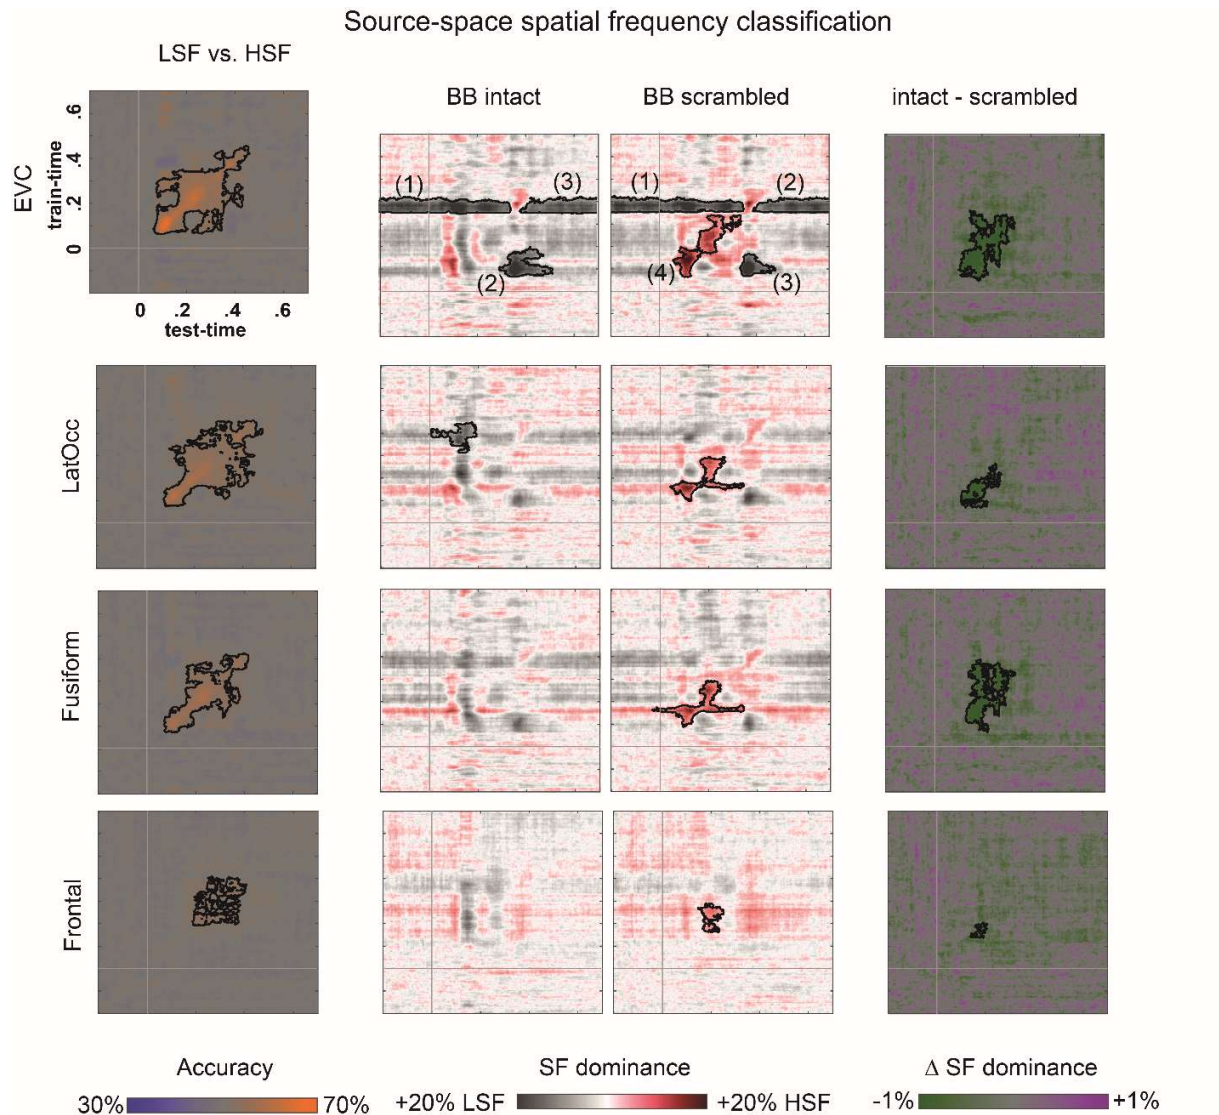 Source-space spatial frequency classification
LSF vs. HSF
BB intact
BB scrambled
intact - scrambled
EVC
train-time
.6
.4
.2
0
0 .2 .4 .6
test-time
(1)
(3)
(2)
(1)
(2)
(4)
(3)
LatOcc
Fusiform
Frontal
Accuracy
30% 70%
SF dominance
+20% LSF +20% HSF
Δ SF dominance
-1% +1%